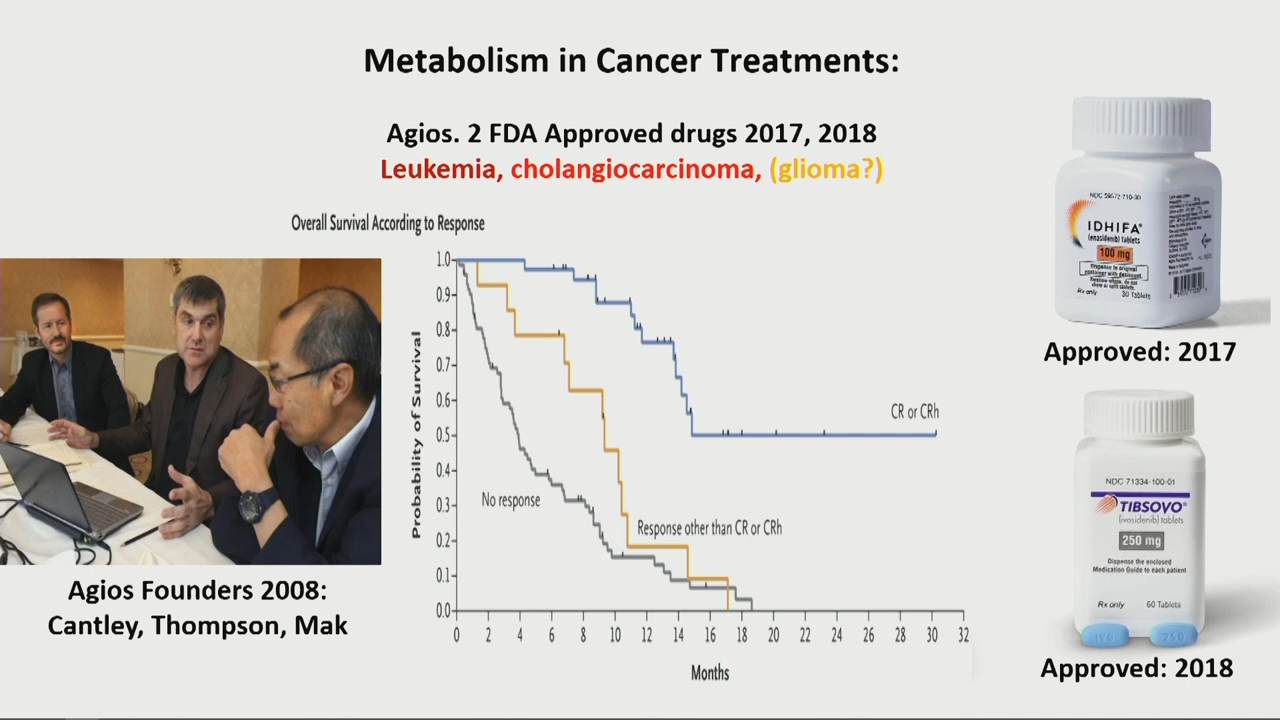 Metabolism in Cancer Treatments:
Agios. 2 FDA Approved drugs 2017, 2018
Leukemia, cholangiocarcinoma, (glioma?)
Overall Survival According to Response
Probability of Survival
1.0
0.9
0.8
0.7
0.6
0.5
0.4
0.3
0.2
0.1
0.0
CR or CRh
No response
Response other than CR or CRh
0 2 4 6 8 10 12 14 16 18 20 22 24 26 28 30 32
Months
Agios Founders 2008:
Cantley, Thompson, Mak
IDHIFA®
(enasidenib) tablets
100 mg
Rx only 30 Tablets
Approved: 2017
NDC 71334-100-01
TIBSOVO®
(ivosidenib) tablets
250 mg
Dispense the enclosed
Medication Guide to each patient
Rx only 60 Tablets
Approved: 2018